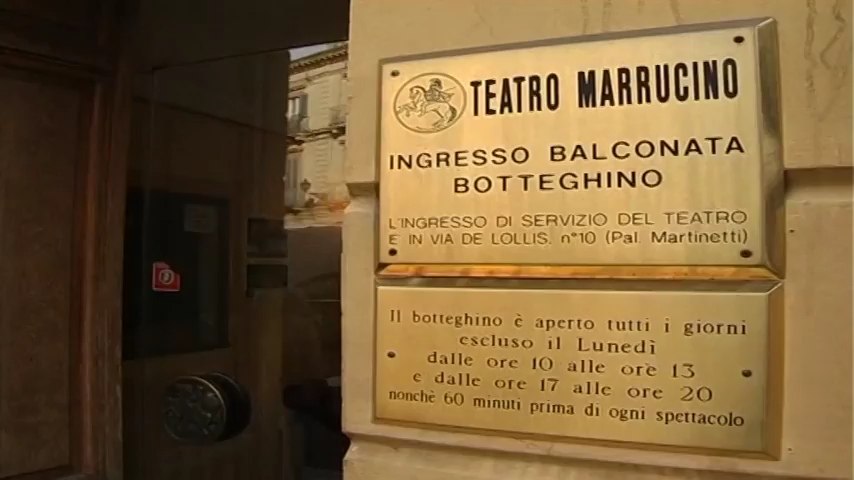 TEATRO MARRUCINO
INGRESSO BALCONATA
BOTTEGHINO
L'INGRESSO DI SERVIZIO DEL TEATRO
E IN VIA DE LOLLIS. n°10 (Pal. Martinetti)
Il botteghino è aperto tutti i giorni
escluso il Lunedì
dalle ore 10 alle ore 13
e dalle ore 17 alle ore 20
nonchè 60 minuti prima di ogni spettacolo